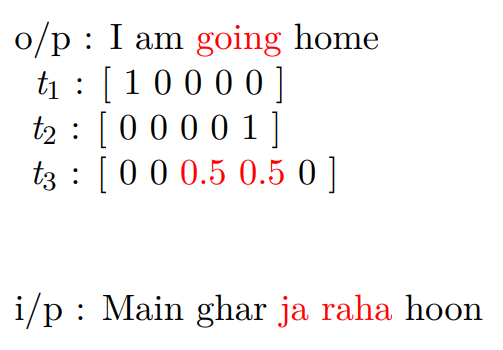 o/p : I am going home
t₁ : [ 1 0 0 0 0 ]
t₂ : [ 0 0 0 0 1 ]
t₃ : [ 0 0 0.5 0.5 0 ]
i/p : Main ghar ja raha hoon